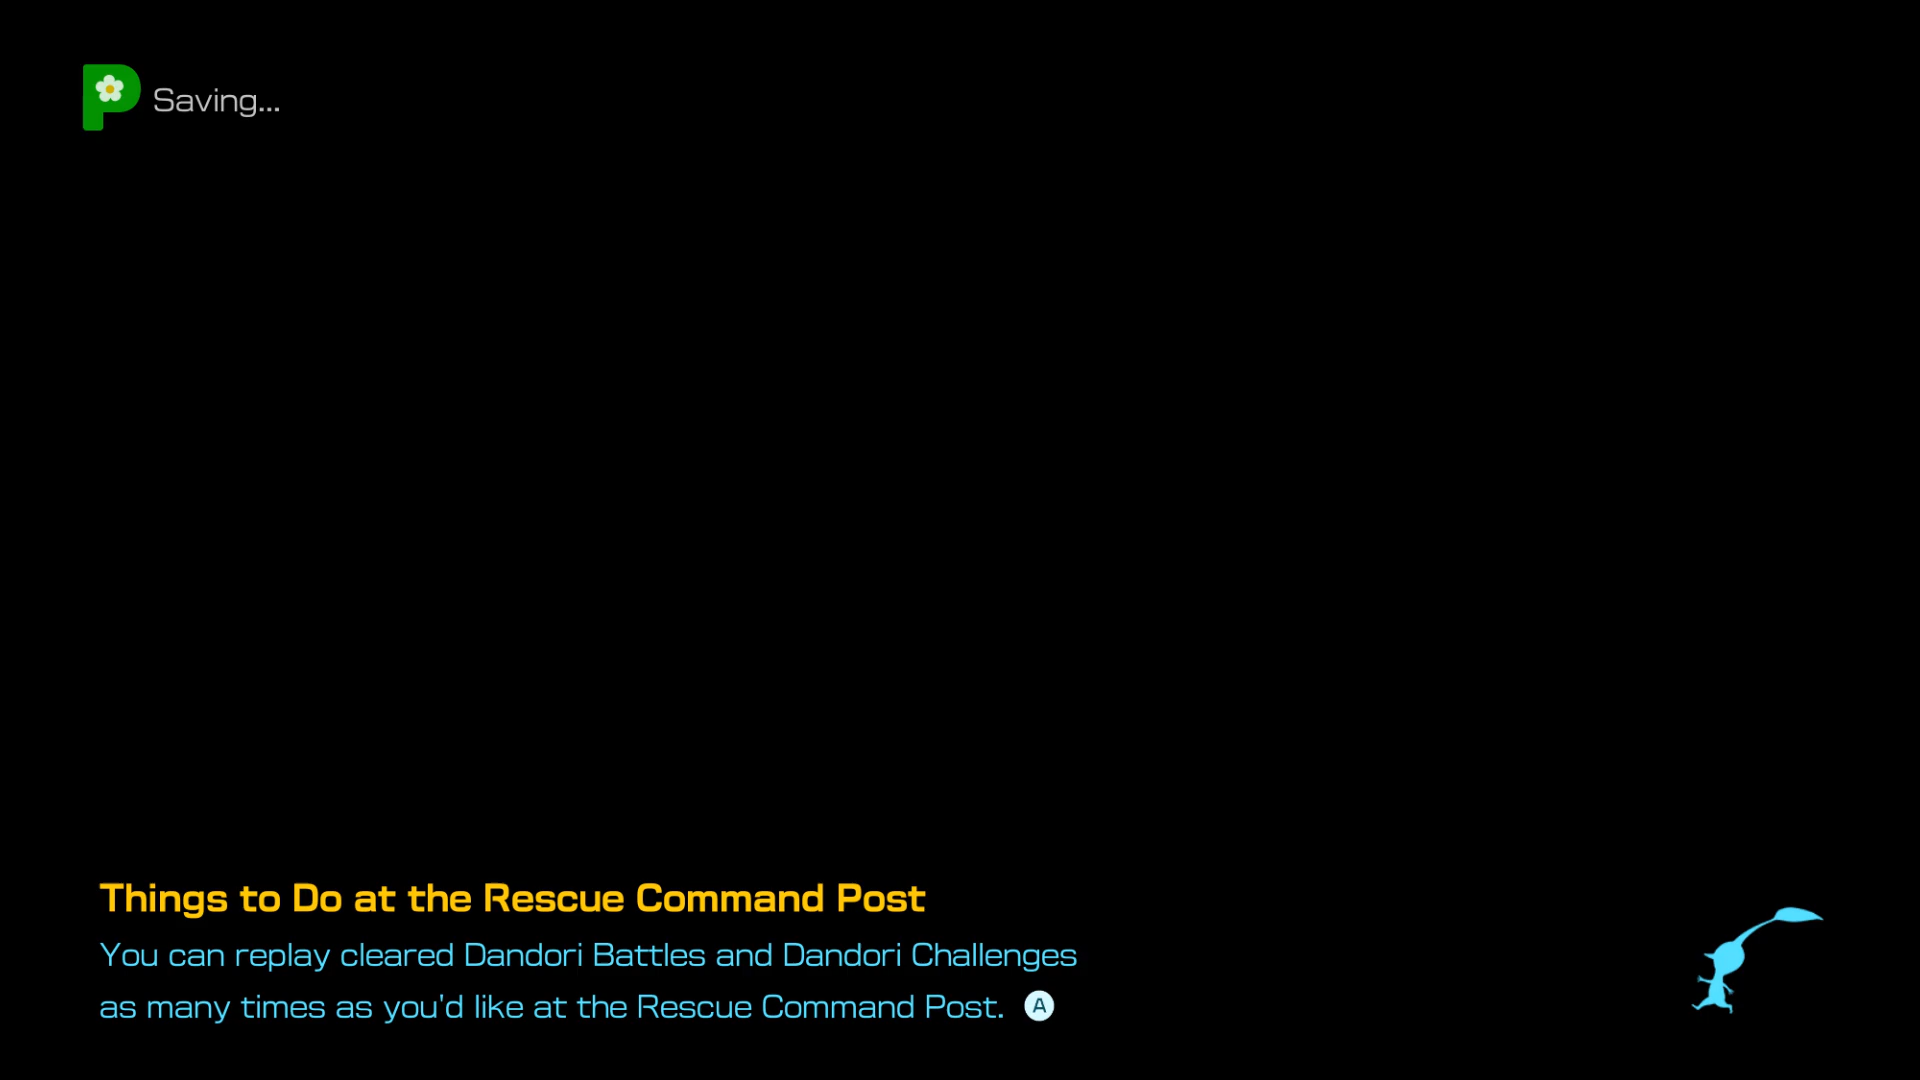 P Saving...
Things to Do at the Rescue Command Post
You can replay cleared Dandori Battles and Dandori Challenges
as many times as you'd like at the Rescue Command Post. A